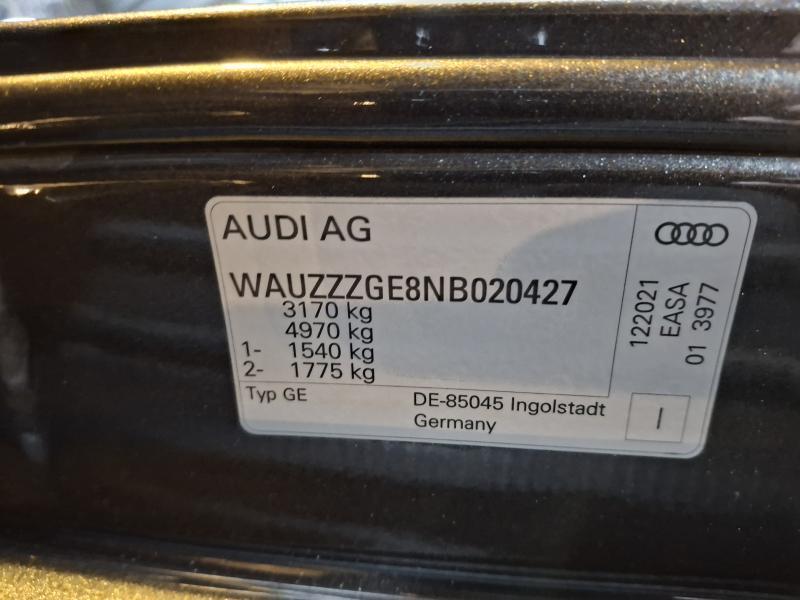 AUDI AG
WAUZZZGE8NB020427
3170 kg
4970 kg
1- 1540 kg
2- 1775 kg
Typ GE
DE-85045 Ingolstadt
Germany
122021
EASA
01 3977
I